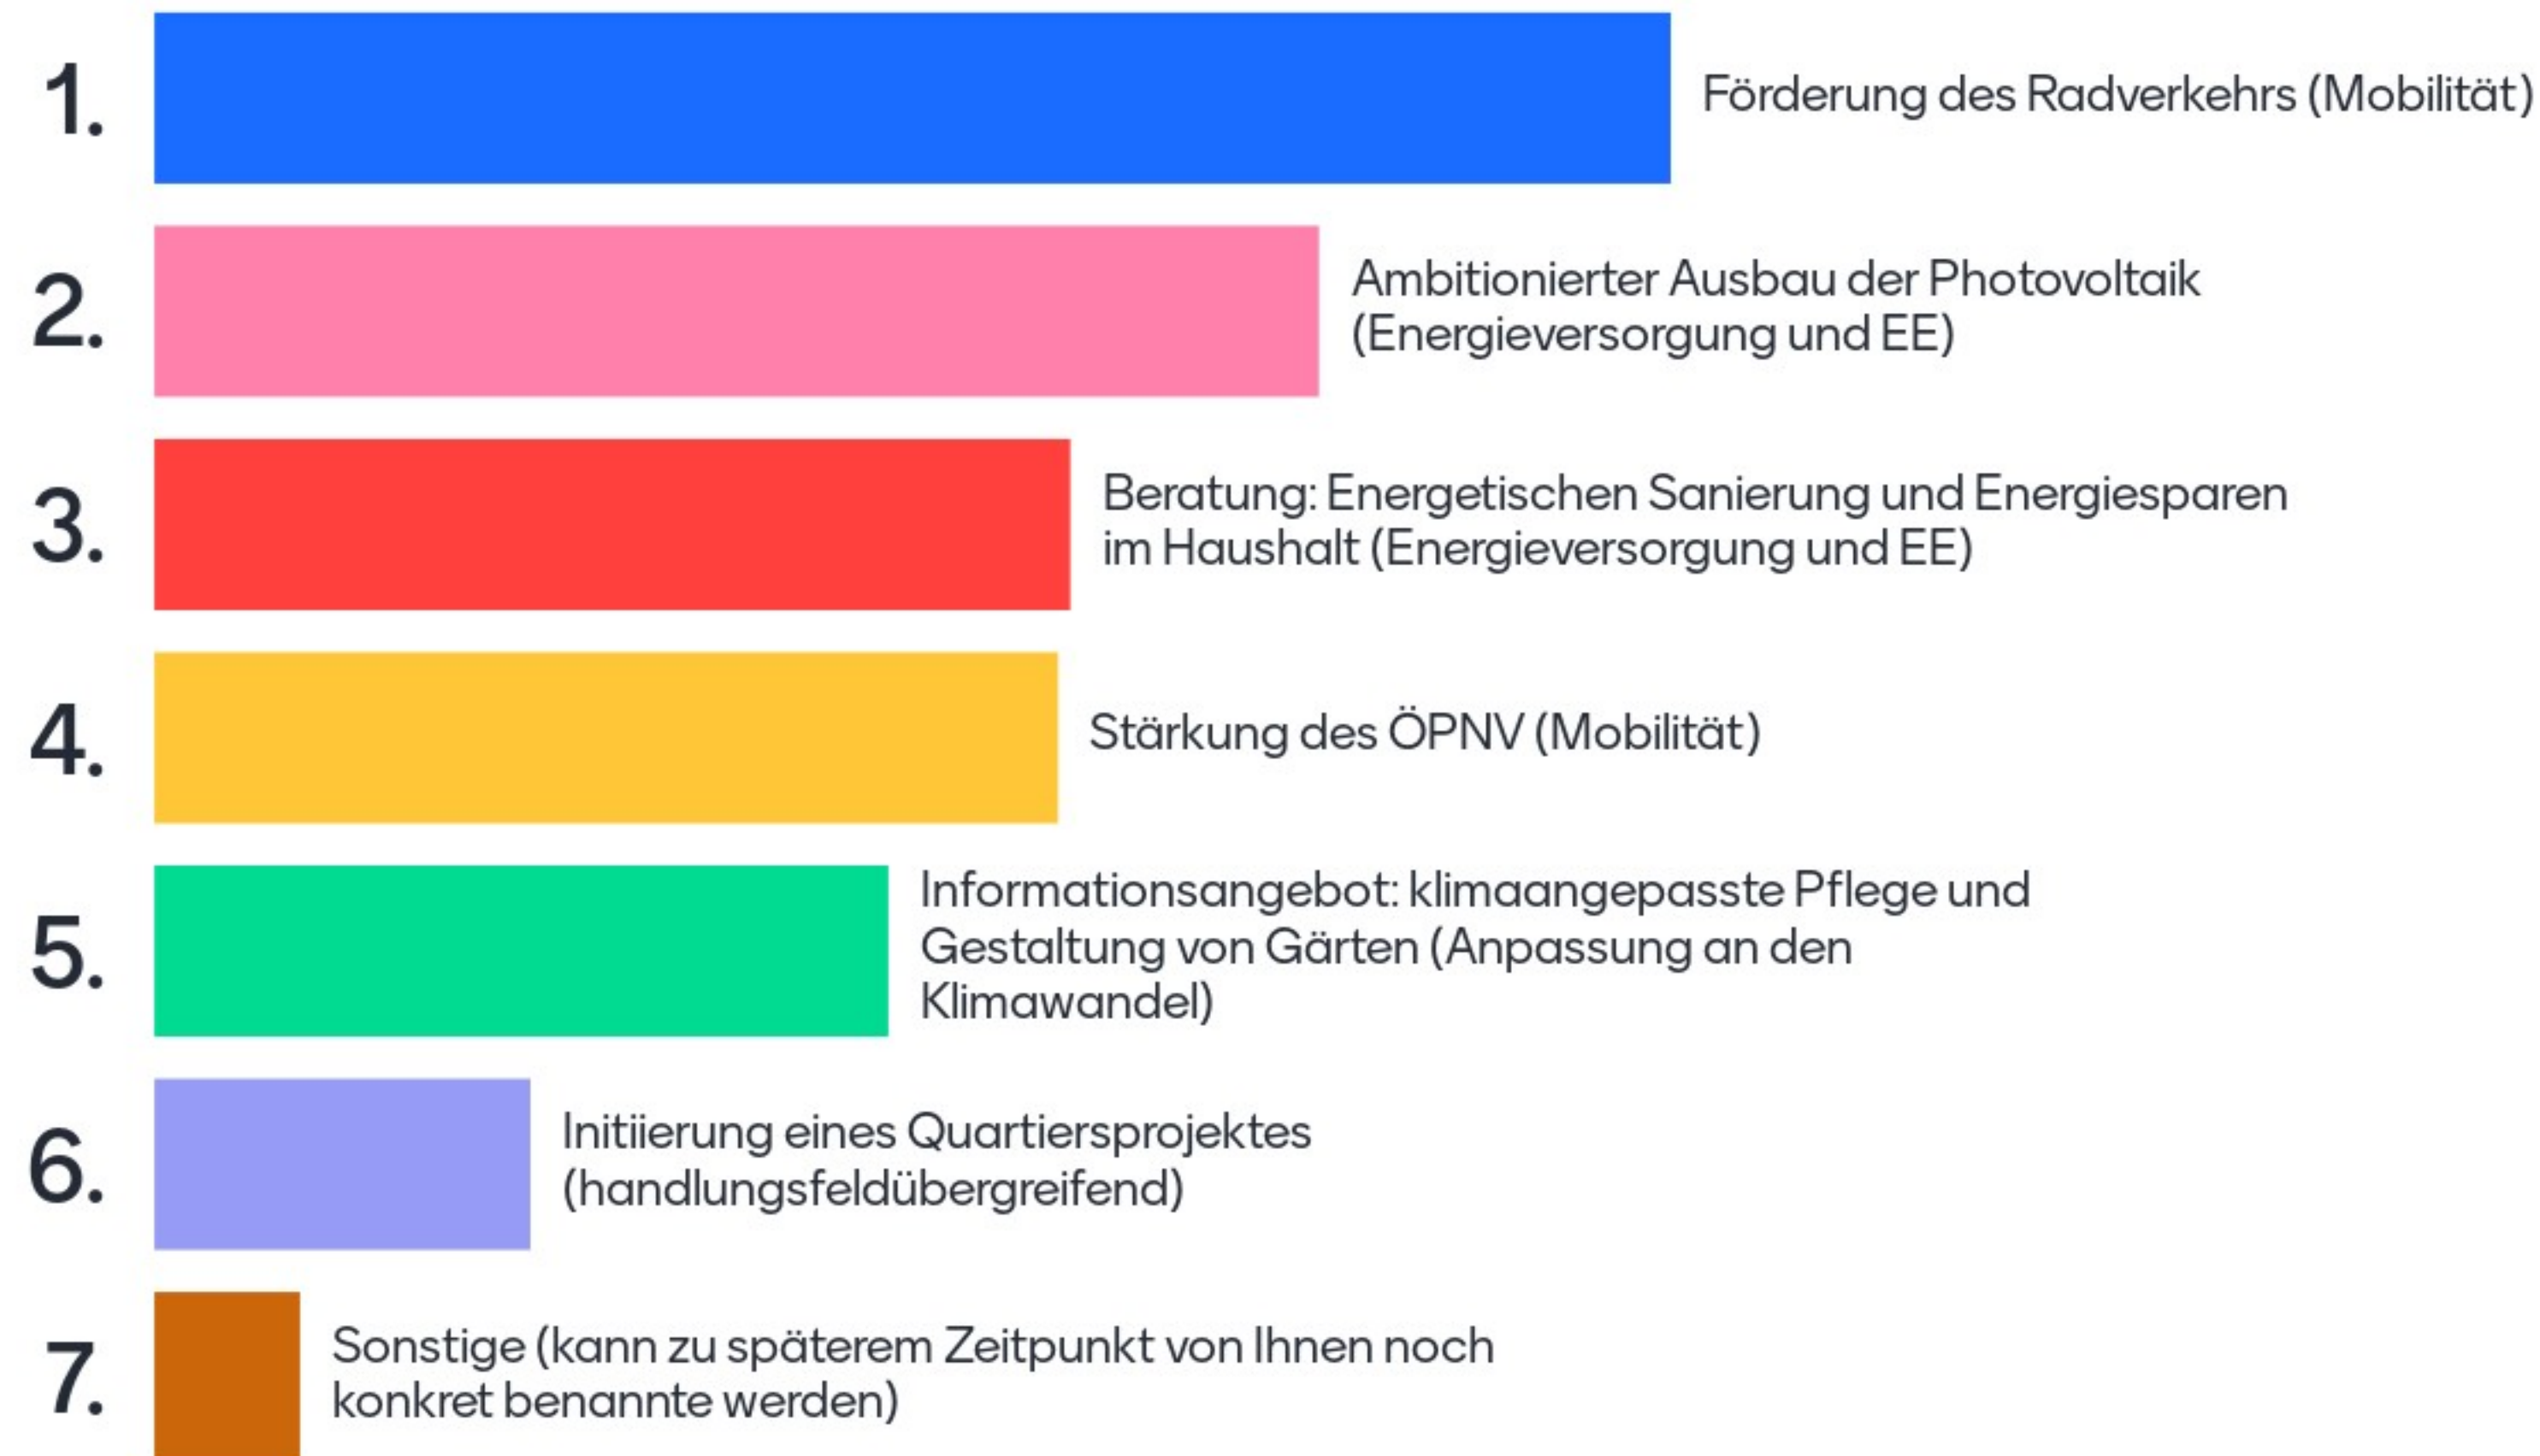 1.
Förderung des Radverkehrs (Mobilität)
2.
Ambitionierter Ausbau der Photovoltaik
(Energieversorgung und EE)
3.
Beratung: Energetischen Sanierung und Energiesparen
im Haushalt (Energieversorgung und EE)
4.
Stärkung des ÖPNV (Mobilität)
5.
Informationsangebot: klimaangepasste Pflege und
Gestaltung von Gärten (Anpassung an den
Klimawandel)
6.
Initiierung eines Quartiersprojektes
(handlungsfeldübergreifend)
7.
Sonstige (kann zu späterem Zeitpunkt von Ihnen noch
konkret benannte werden)